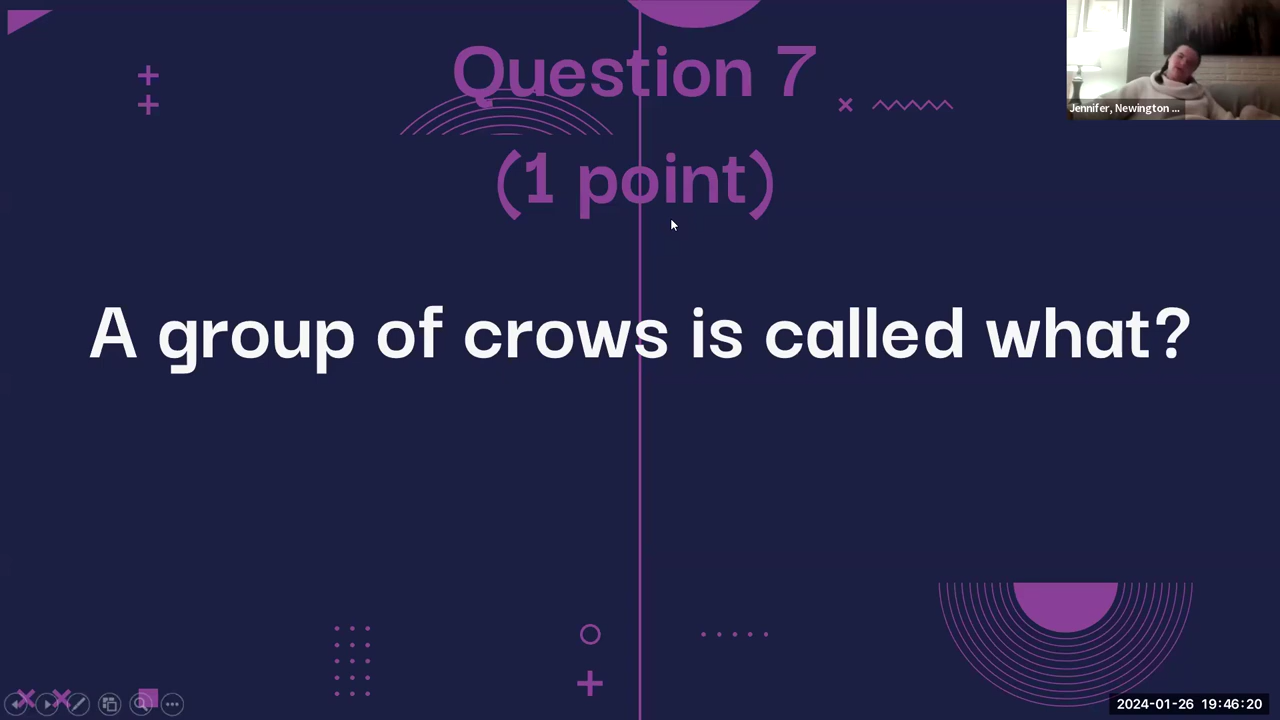 Question 7
(1 point)
A group of crows is called what?
Jennifer, Newington ...
2024-01-26 19:46:20